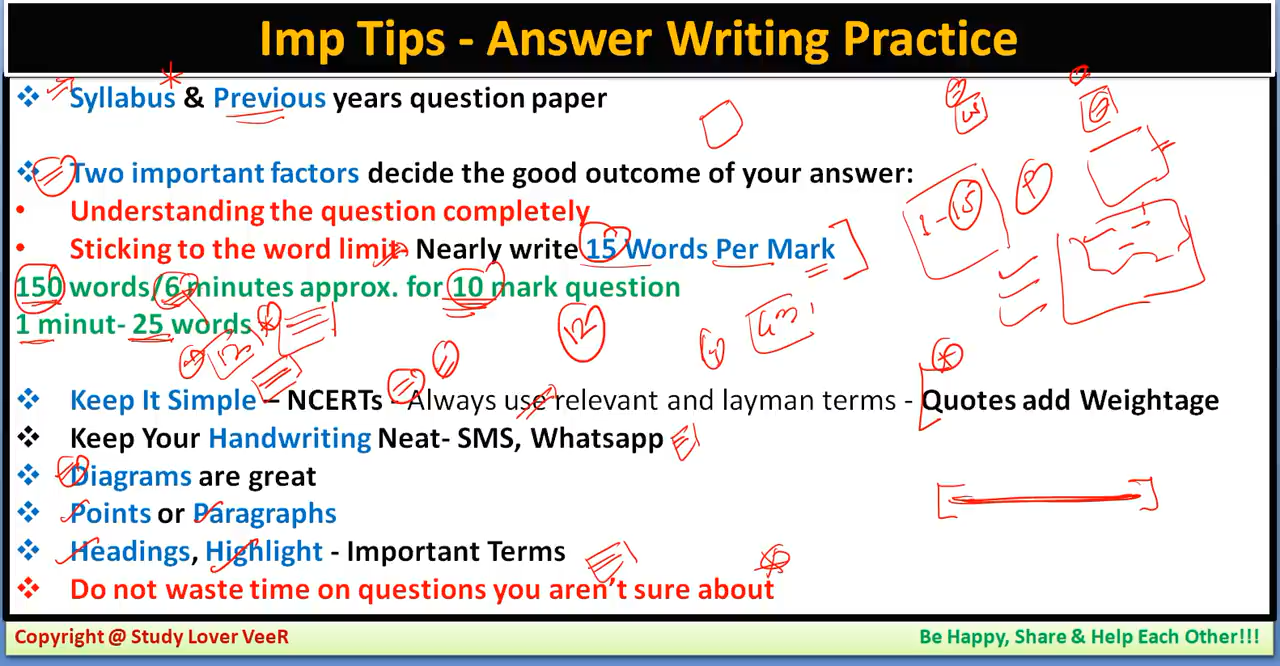 Imp Tips - Answer Writing Practice
Syllabus & Previous years question paper
Two important factors decide the good outcome of your answer:
Understanding the question completely
Sticking to the word limit- Nearly write 15 Words Per Mark
150 words/6 minutes approx. for 10 mark question
1 minut- 25 words
Keep It Simple – NCERTs - Always use relevant and layman terms - Quotes add Weightage
Keep Your Handwriting Neat- SMS, Whatsapp
Diagrams are great
Points or Paragraphs
Headings, Highlight - Important Terms
Do not waste time on questions you aren't sure about
1-15
12
Copyright @ Study Lover VeeR
Be Happy, Share & Help Each Other!!!